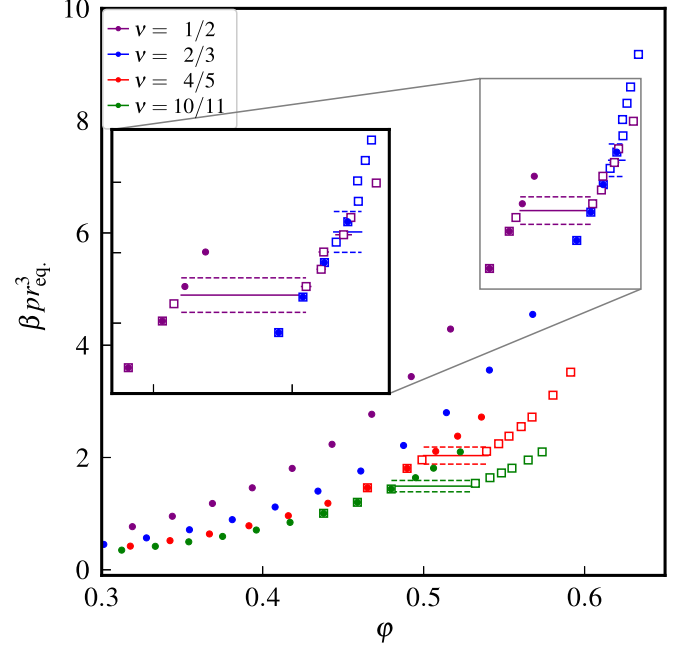 10
8
6
4
2
0
0.3
0.4
0.5
0.6
φ
βpr³eq.
ν = 1/2
ν = 2/3
ν = 4/5
ν = 10/11